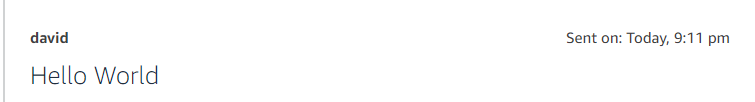 david Sent on: Today, 9:11 pm
Hello World